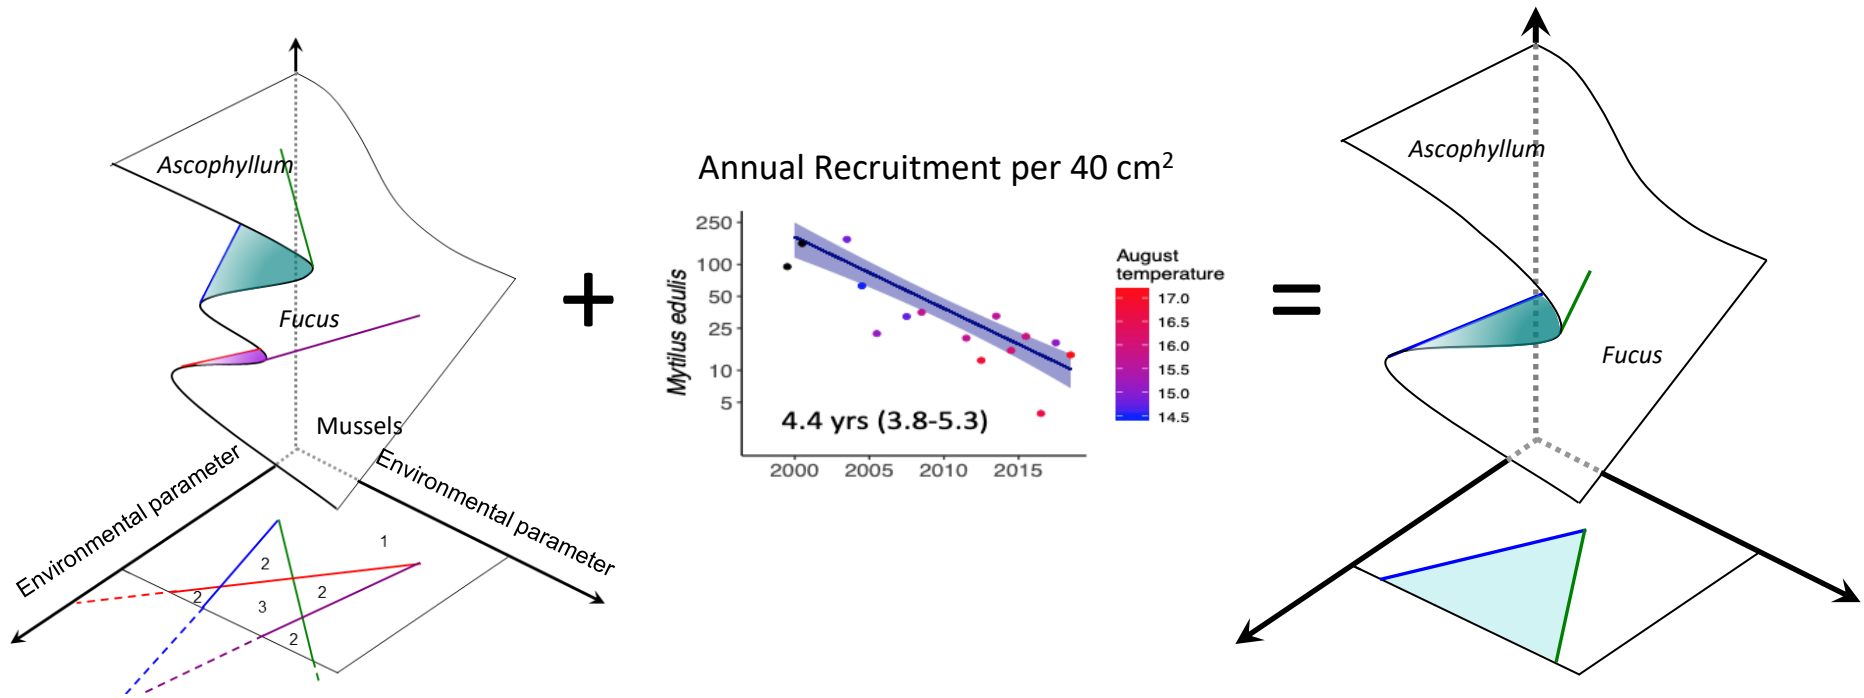 Ascophyllum
Fucus
Mussels
Environmental parameter
Environmental parameter
1
2
2
2
3
2
+
Annual Recruitment per 40 cm²
Mytilus edulis
250
100
50
25
10
5
4.4 yrs (3.8-5.3)
2000 2005 2010 2015
August
temperature
17.0
16.5
16.0
15.5
15.0
14.5
=
Ascophyllum
Fucus